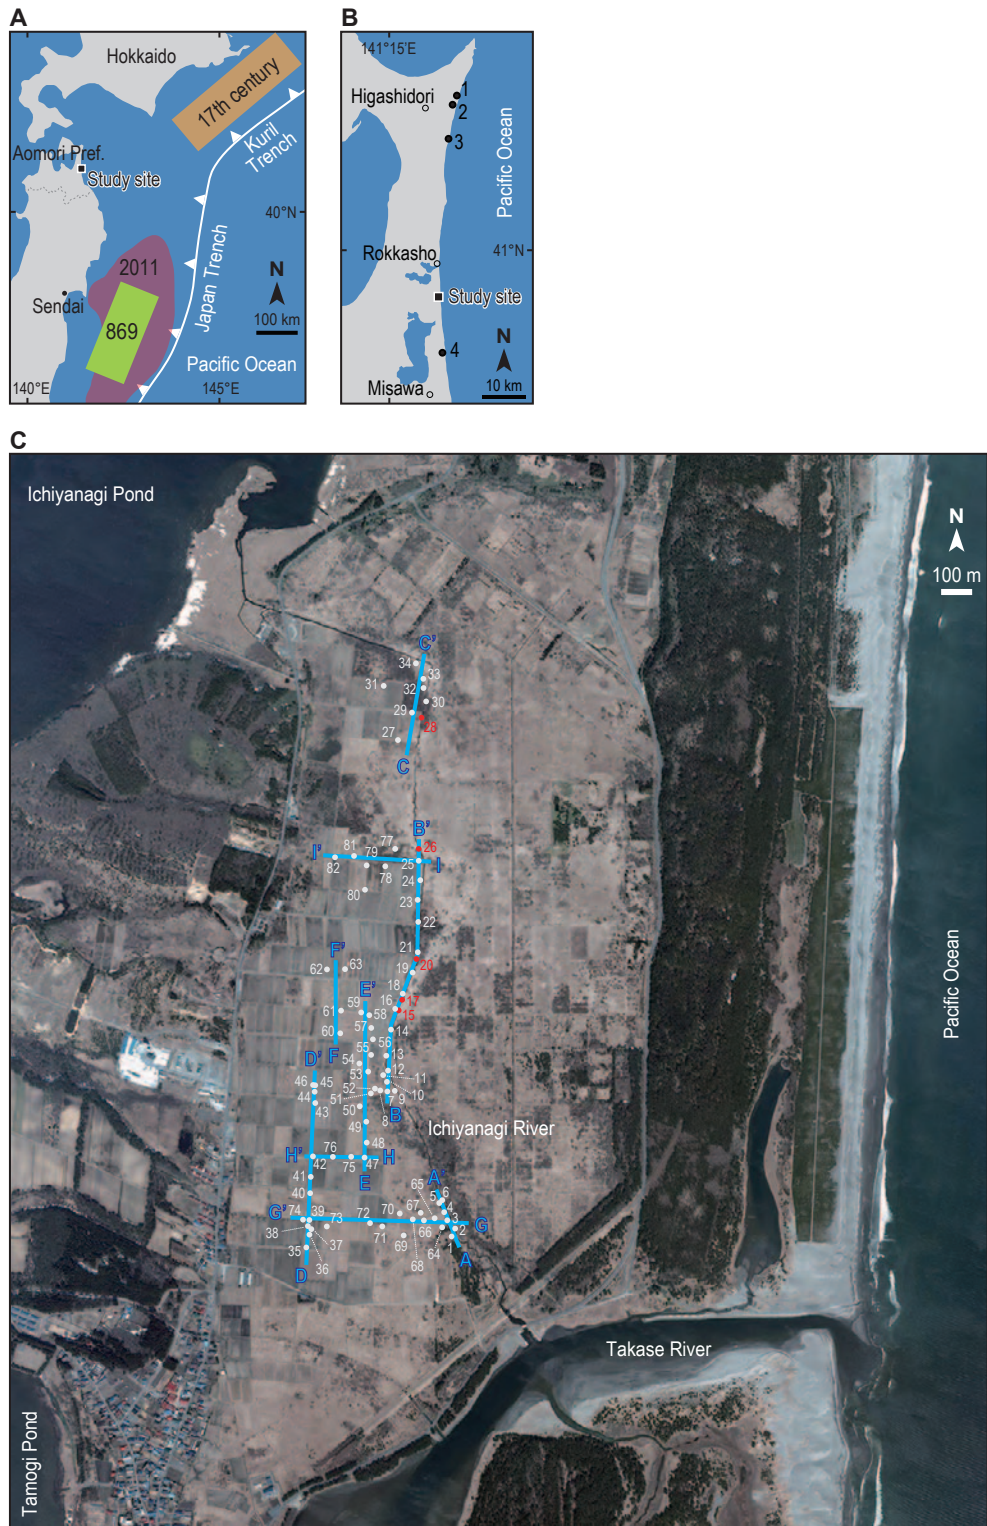 A
Hokkaido
17th century
Kuril
Trench
Aomori Pref.
Study site
40°N
2011
Japan Trench
N
100 km
Sendai
869
Pacific Ocean
140°E
145°E
B
141°15'E
Higashidori
1
2
3
Pacific Ocean
41°N
Rokkasho
Study site
N
4
Misawa
10 km
C
Ichiyanagi Pond
N
100 m
C'
34
33
31
32
30
29
28
27
C
B'
77
26
I'
81
79
25
I
82
78
24
80
23
22
21
F'
20
62
63
19
E'
18
17
59
16
15
61
58
57
14
60
56
F
55
13
D'
54
53
12
46
45
52
11
44
51
10
43
7
9
50
8
B
49
Ichiyanagi River
48
H'
76
H
42
75
47
E
41
A'
65
6
40
5
4
G'
74
39
70
67
3
G
73
72
66
2
38
37
71
69
64
1
35
36
68
A
D
Pacific Ocean
Takase River
Tamogi Pond